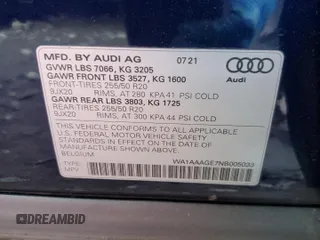 MFD. BY AUDI AG 07 21
GVWR LBS 7066, KG 3205
GAWR FRONT LBS 3527, KG 1600
FRONT-TIRES 255/50 R20
9JX20 RIMS, AT 280 KPA 41 PSI COLD
GAWR REAR LBS 3803, KG 1725
REAR-TIRES 255/50 R20
9JX20 RIMS, AT 300 KPA 44 PSI COLD
Audi
THIS VEHICLE CONFORMS TO ALL APPLICABLE
U.S. FEDERAL MOTOR VEHICLE SAFETY
STANDARDS IN EFFECT ON THE DATE OF
MANUFACTURE SHOWN ABOVE.
BELGIUM
TYPE: WA1AAAGE7NB005033
MPV
DREAMBID